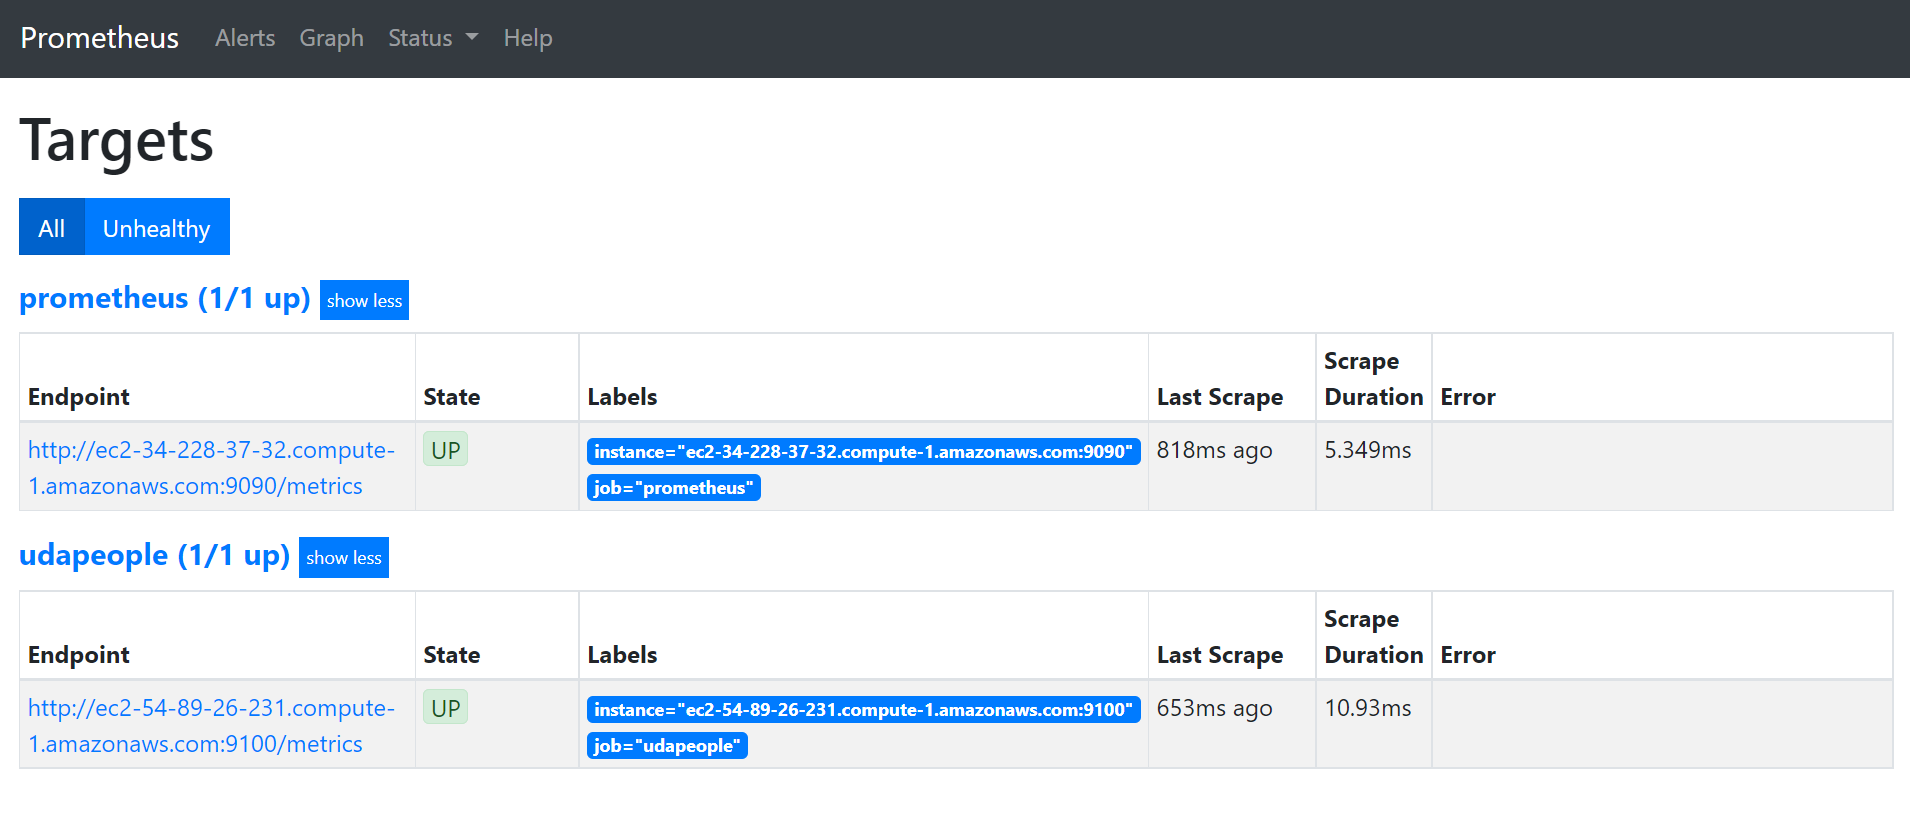 Prometheus Alerts Graph Status Help
Targets
All Unhealthy
prometheus (1/1 up) show less
Endpoint State Labels Last Scrape Scrape Duration Error
http://ec2-34-228-37-32.compute-
1.amazonaws.com:9090/metrics
UP
instance="ec2-34-228-37-32.compute-1.amazonaws.com:9090"
job="prometheus"
818ms ago
5.349ms
udapeople (1/1 up) show less
Endpoint State Labels Last Scrape Scrape Duration Error
http://ec2-54-89-26-231.compute-
1.amazonaws.com:9100/metrics
UP
instance="ec2-54-89-26-231.compute-1.amazonaws.com:9100"
job="udapeople"
653ms ago
10.93ms